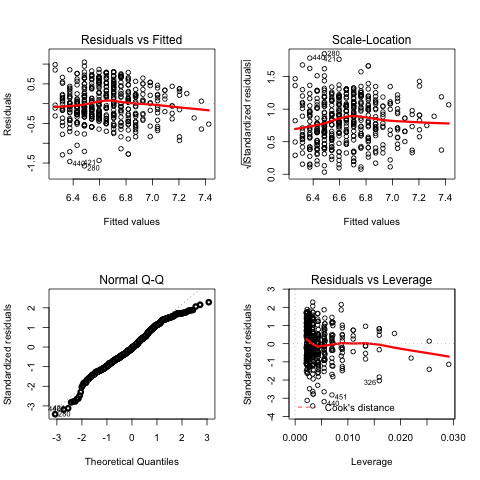 Residuals vs Fitted
Residuals
0.5
-0.5
-1.5
440
421
280
6.4 6.6 6.8 7.0 7.2 7.4
Fitted values
Scale-Location
√|Standardized residuals|
0.0 0.5 1.0 1.5
280
440
421
6.4 6.6 6.8 7.0 7.2 7.4
Fitted values
Normal Q-Q
Standardized residuals
-3 -2 -1 0 1 2
280
-3 -2 -1 0 1 2 3
Theoretical Quantiles
Residuals vs Leverage
Standardized residuals
-4 -3 -2 -1 0 1 2 3
326
451
440
Cook's distance
0.000 0.010 0.020 0.030
Leverage